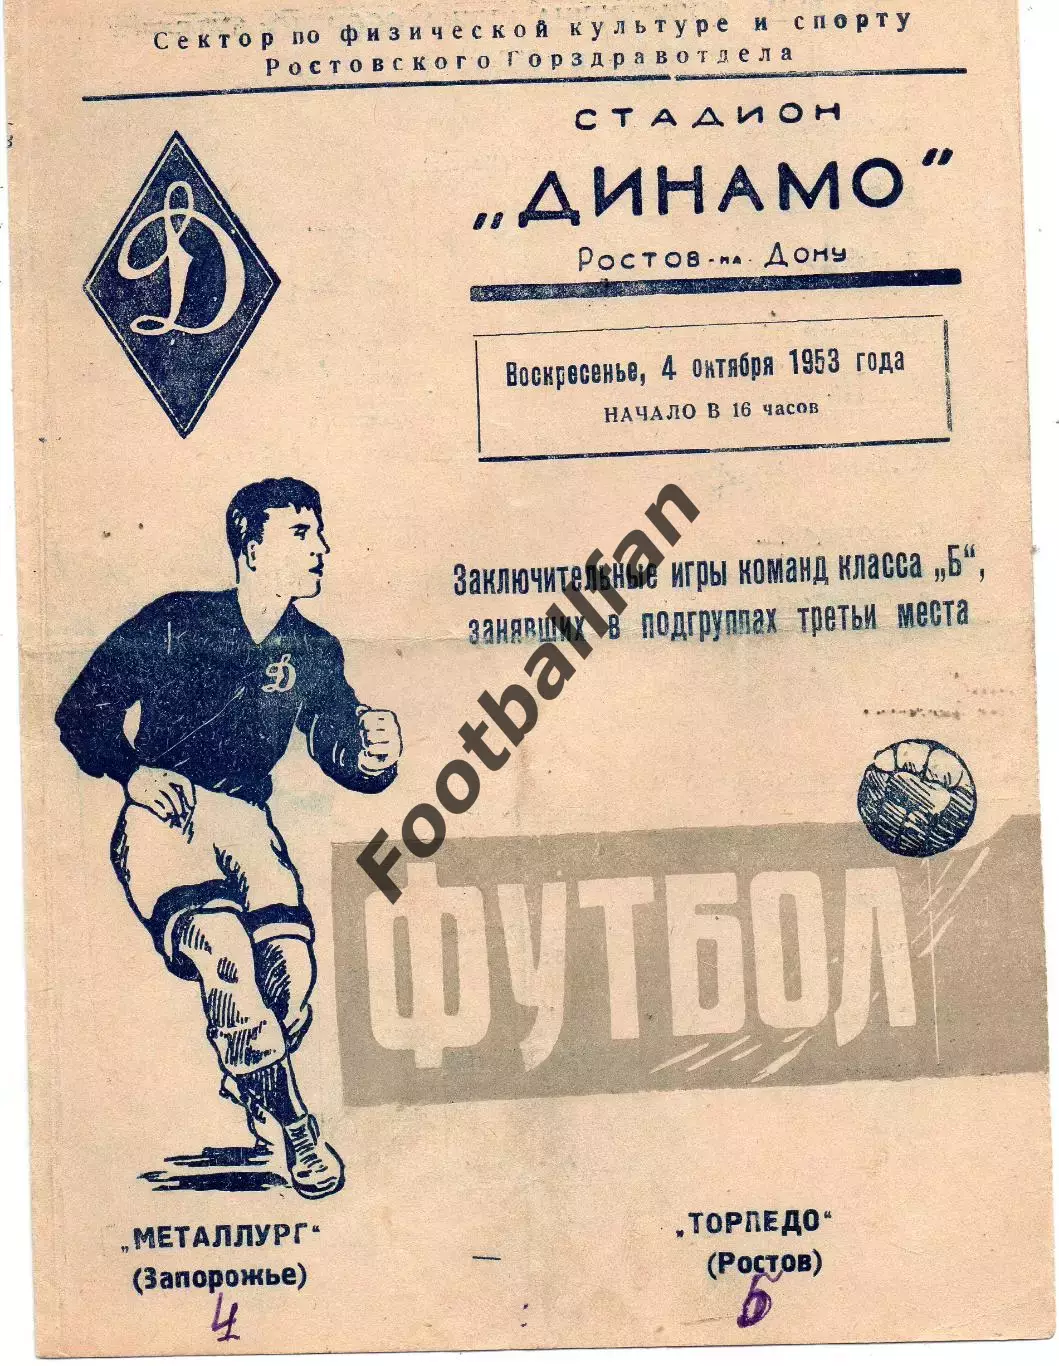 Сектор по физической культуре и спорту
Ростовского Горздравотдела
СТАДИОН
„ДИНАМО“
Ростов-на-Дону
Воскресенье, 4 октября 1953 года
НАЧАЛО В 16 часов
Заключительные игры команд класса „Б“,
занявших в подгруппах третьи места
Д
Д
Footballfan
ФУТБОЛ
„МЕТАЛЛУРГ“ — „ТОРПЕДО“
(Запорожье) (Ростов)
4 : 5